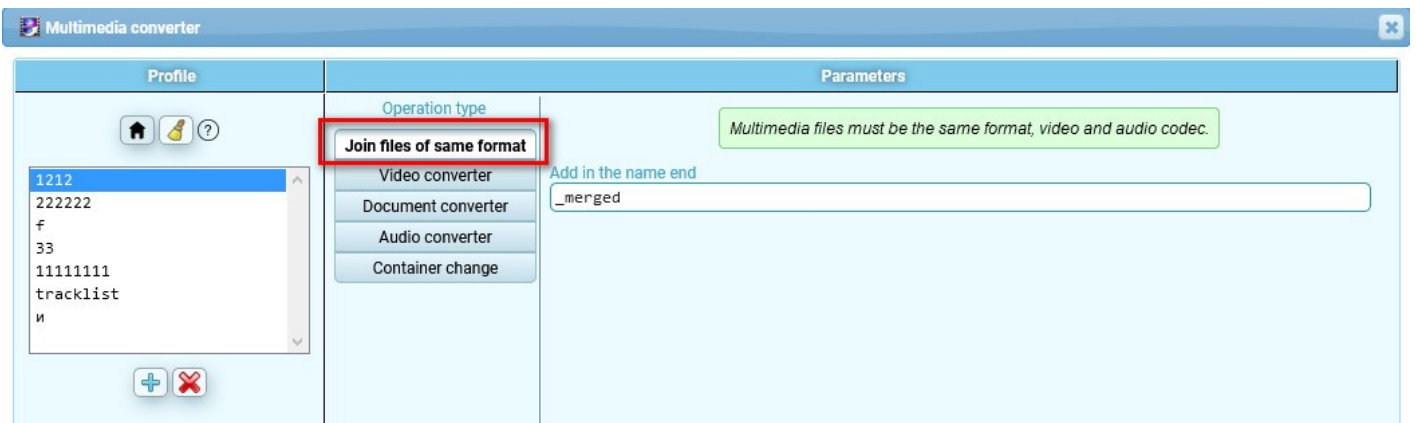 Multimedia converter
Profile
Parameters
?
1212
222222
f
33
11111111
tracklist
и
Operation type
Join files of same format
Video converter
Document converter
Audio converter
Container change
Multimedia files must be the same format, video and audio codec.
Add in the name end
_merged